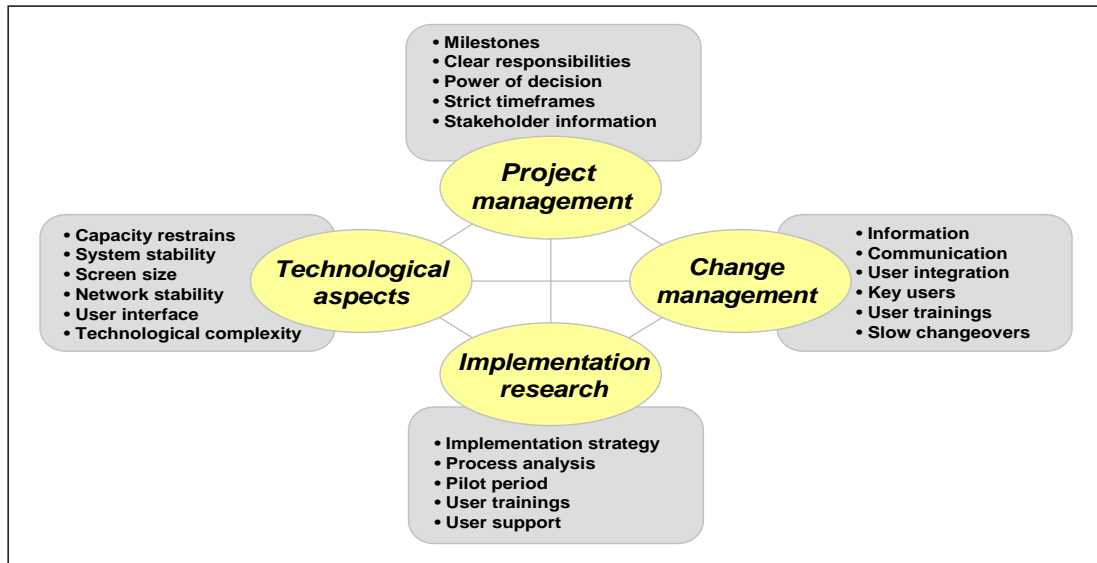 • Milestones
• Clear responsibilities
• Power of decision
• Strict timeframes
• Stakeholder information
Project
management
• Capacity restrains
• System stability
• Screen size
• Network stability
• User interface
• Technological complexity
Technological
aspects
Change
management
• Information
• Communication
• User integration
• Key users
• User trainings
• Slow changeovers
Implementation
research
• Implementation strategy
• Process analysis
• Pilot period
• User trainings
• User support